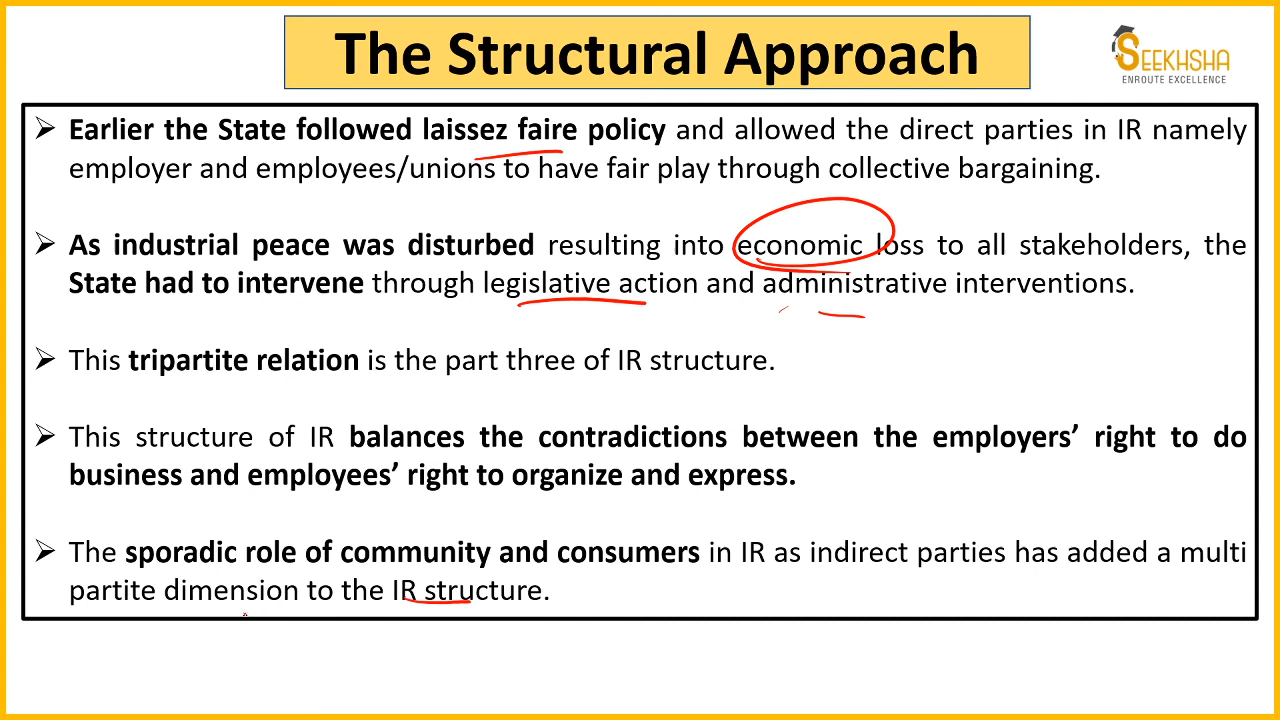 The Structural Approach
SEEKHSHA
ENROUTE EXCELLENCE
➢ Earlier the State followed laissez faire policy and allowed the direct parties in IR namely
employer and employees/unions to have fair play through collective bargaining.
➢ As industrial peace was disturbed resulting into economic loss to all stakeholders, the
State had to intervene through legislative action and administrative interventions.
➢ This tripartite relation is the part three of IR structure.
➢ This structure of IR balances the contradictions between the employers’ right to do
business and employees’ right to organize and express.
➢ The sporadic role of community and consumers in IR as indirect parties has added a multi
partite dimension to the IR structure.